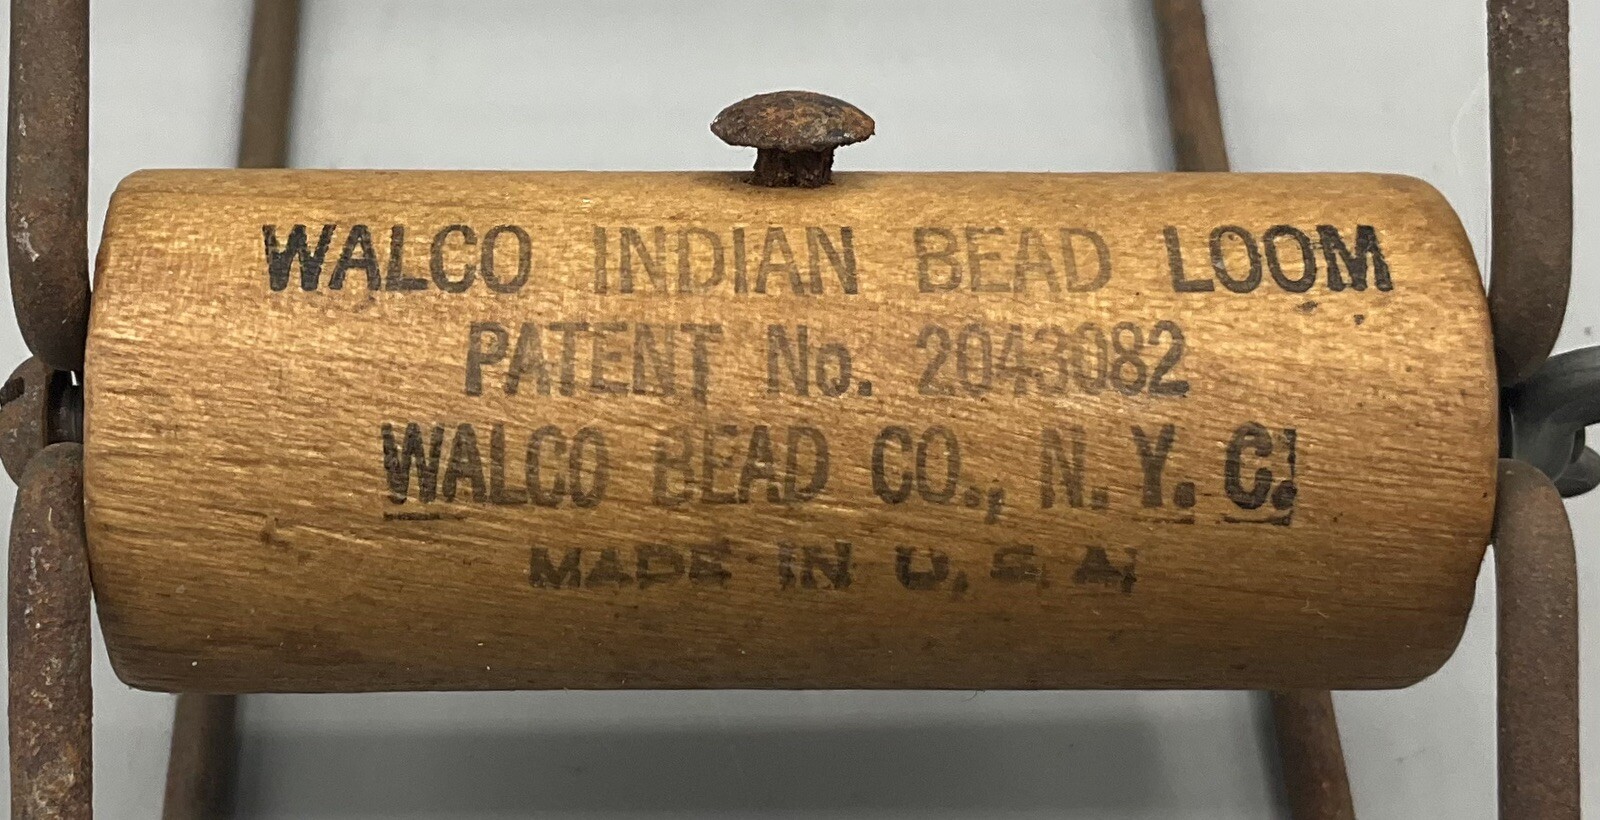 WALCO INDIAN BEAD LOOM
PATENT No. 2043082
WALCO BEAD CO., N. Y. C.
MADE IN U. S. A.